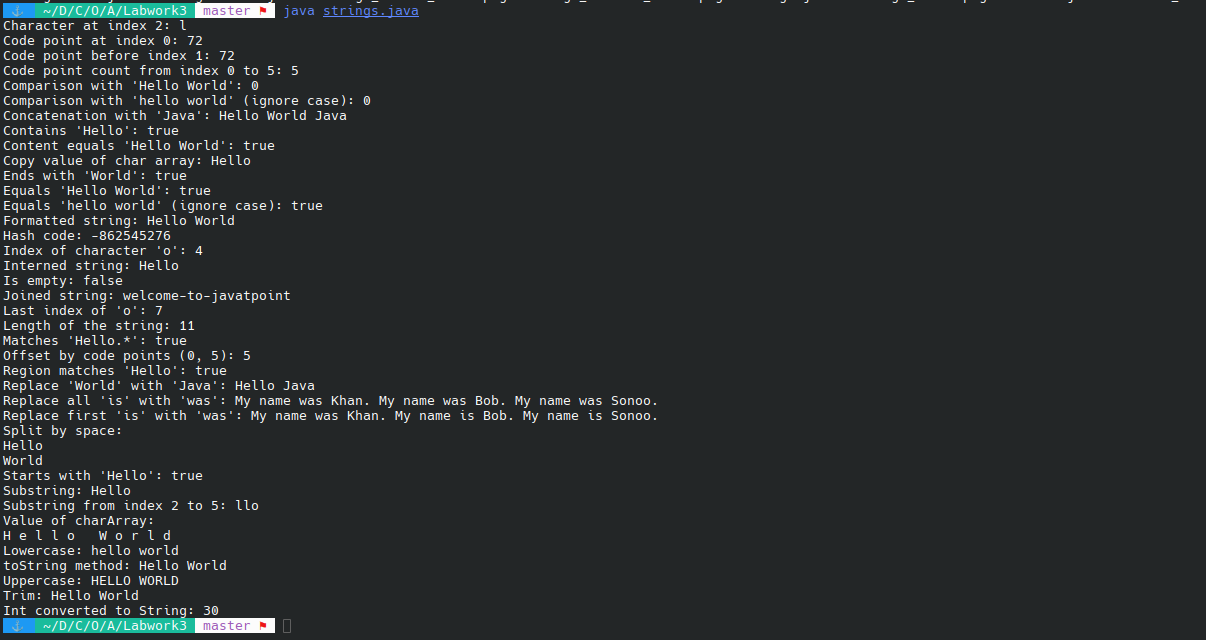 ~/D/C/O/A/Labwork3 master java strings.java
Character at index 2: l
Code point at index 0: 72
Code point before index 1: 72
Code point count from index 0 to 5: 5
Comparison with 'Hello World': 0
Comparison with 'hello world' (ignore case): 0
Concatenation with 'Java': Hello World Java
Contains 'Hello': true
Content equals 'Hello World': true
Copy value of char array: Hello
Ends with 'World': true
Equals 'Hello World': true
Equals 'hello world' (ignore case): true
Formatted string: Hello World
Hash code: -862545276
Index of character 'o': 4
Interned string: Hello
Is empty: false
Joined string: welcome-to-javatpoint
Last index of 'o': 7
Length of the string: 11
Matches 'Hello.*': true
Offset by code points (0, 5): 5
Region matches 'Hello': true
Replace 'World' with 'Java': Hello Java
Replace all 'is' with 'was': My name was Khan. My name was Bob. My name was Sonoo.
Replace first 'is' with 'was': My name was Khan. My name is Bob. My name is Sonoo.
Split by space:
Hello
World
Starts with 'Hello': true
Substring: Hello
Substring from index 2 to 5: llo
Value of charArray:
H e l l o   W o r l d
Lowercase: hello world
toString method: Hello World
Uppercase: HELLO WORLD
Trim: Hello World
Int converted to String: 30
~/D/C/O/A/Labwork3 master